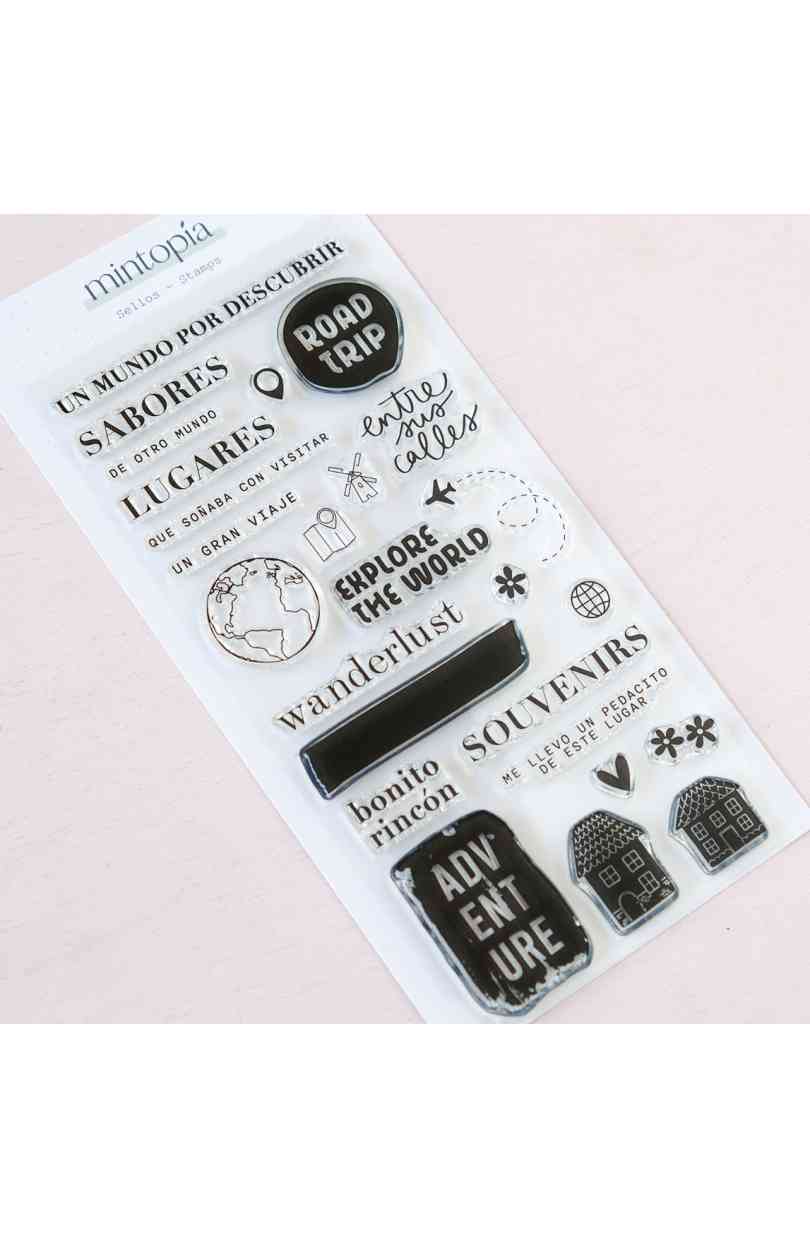 mintopía
Sellos - Stamps
UN MUNDO POR DESCUBRIR
ROAD
TRIP
SABORES
DE OTRO MUNDO
entre
sus
calles
LUGARES
QUE SOÑABA CON VISITAR
UN GRAN VIAJE
EXPLORE
THE WORLD
wanderlust
SOUVENIRS
ME LLEVO UN PEDACITO
DE ESTE LUGAR
bonito
rincón
ADV
ENT
URE